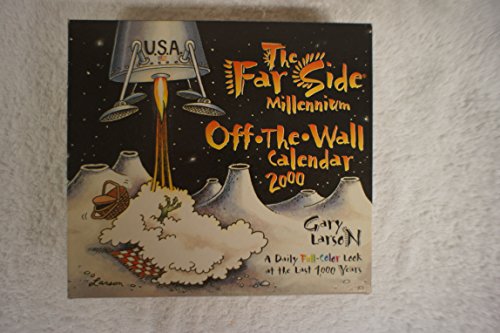 U.S.A.
The
Far Side®
Millennium
Off•The•Wall
Calendar
2000
Gary
Larson
A Daily Full-Color Look
at the Last 1000 Years
Larson